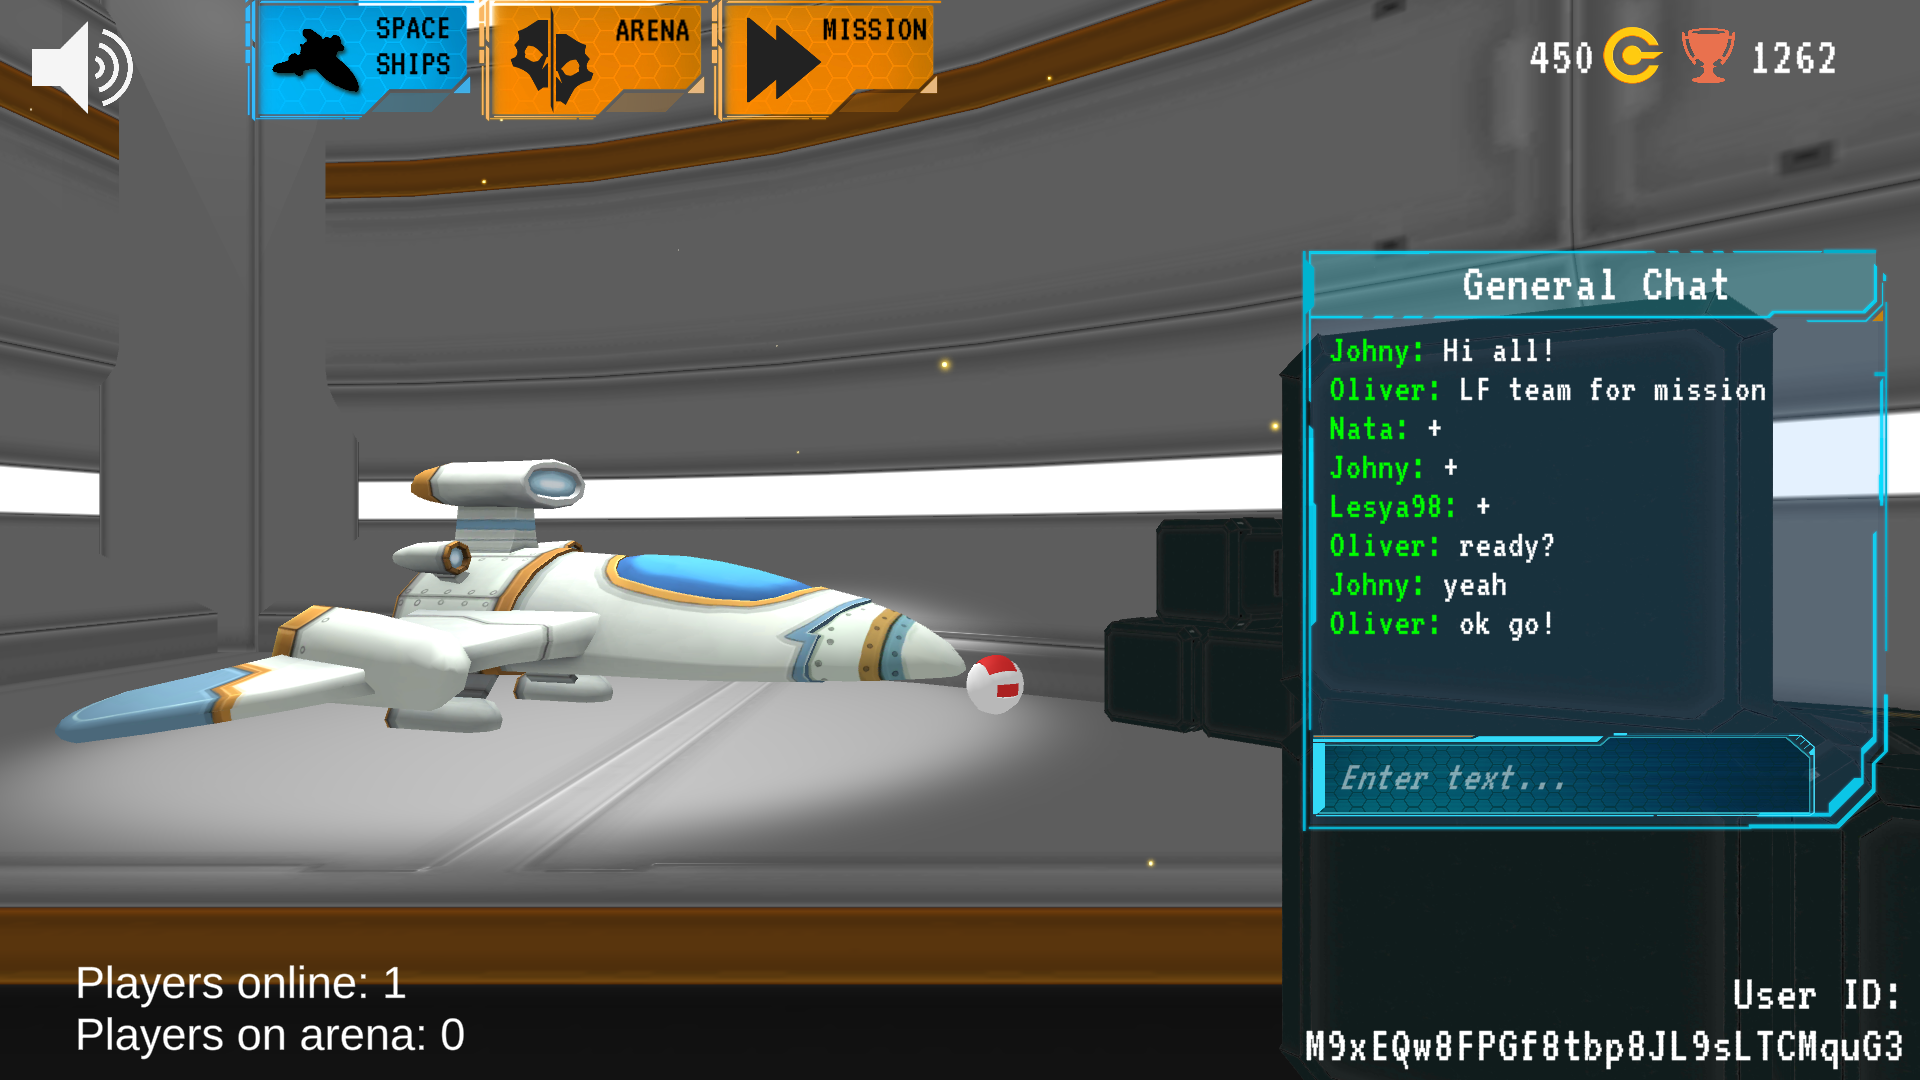 SPACE
SHIPS
ARENA
MISSION
450
1262
General Chat
Johny: Hi all!
Oliver: LF team for mission
Nata: +
Johny: +
Lesya98: +
Oliver: ready?
Johny: yeah
Oliver: ok go!
Enter text...
Players online: 1
Players on arena: 0
User ID:
M9xEQw8FPGf8tbp8JL9sLTCMquG3